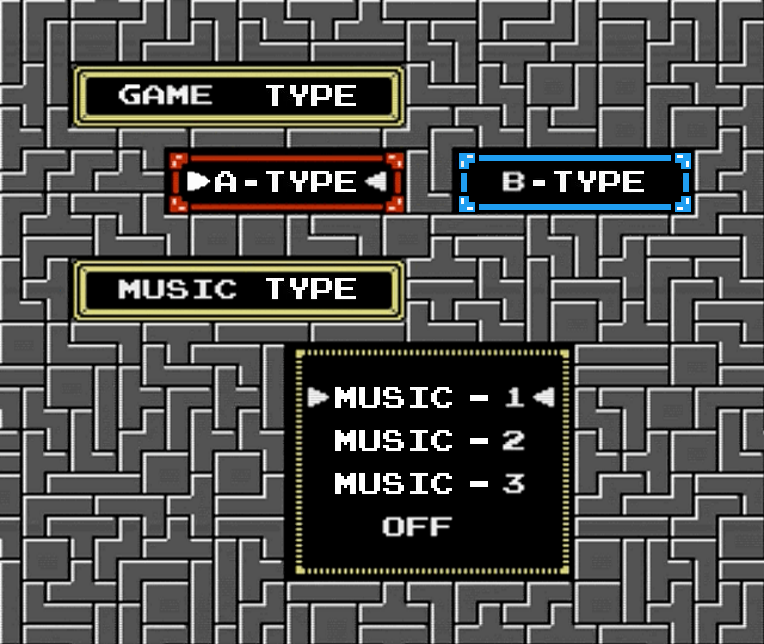 GAME TYPE
A-TYPE B-TYPE
MUSIC TYPE
MUSIC - 1
MUSIC - 2
MUSIC - 3
OFF